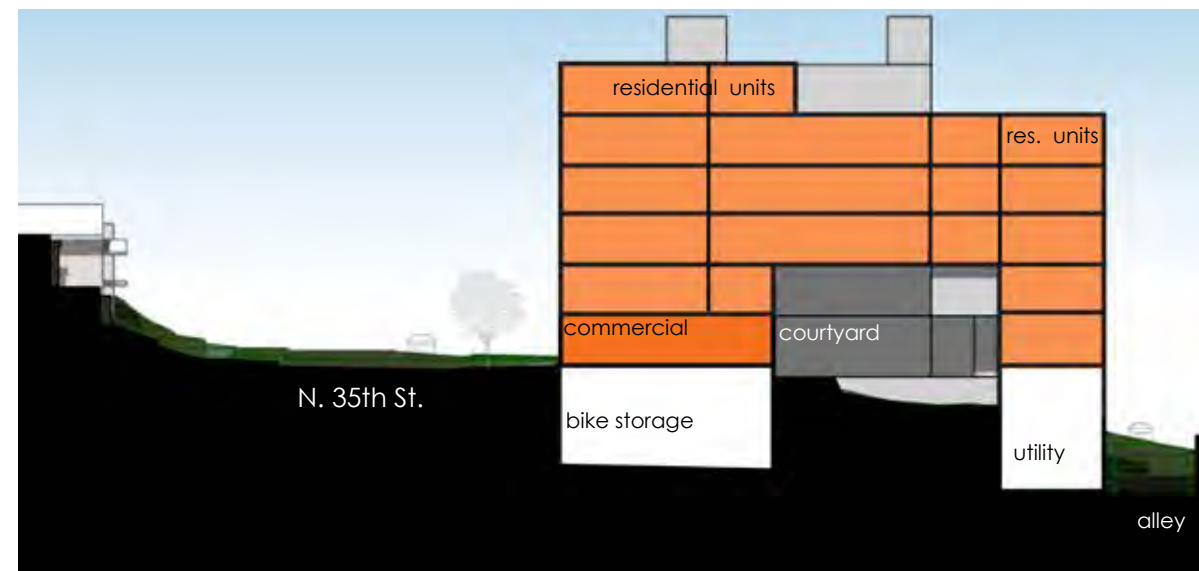 residential units
res. units
commercial
courtyard
N. 35th St.
bike storage
utility
alley